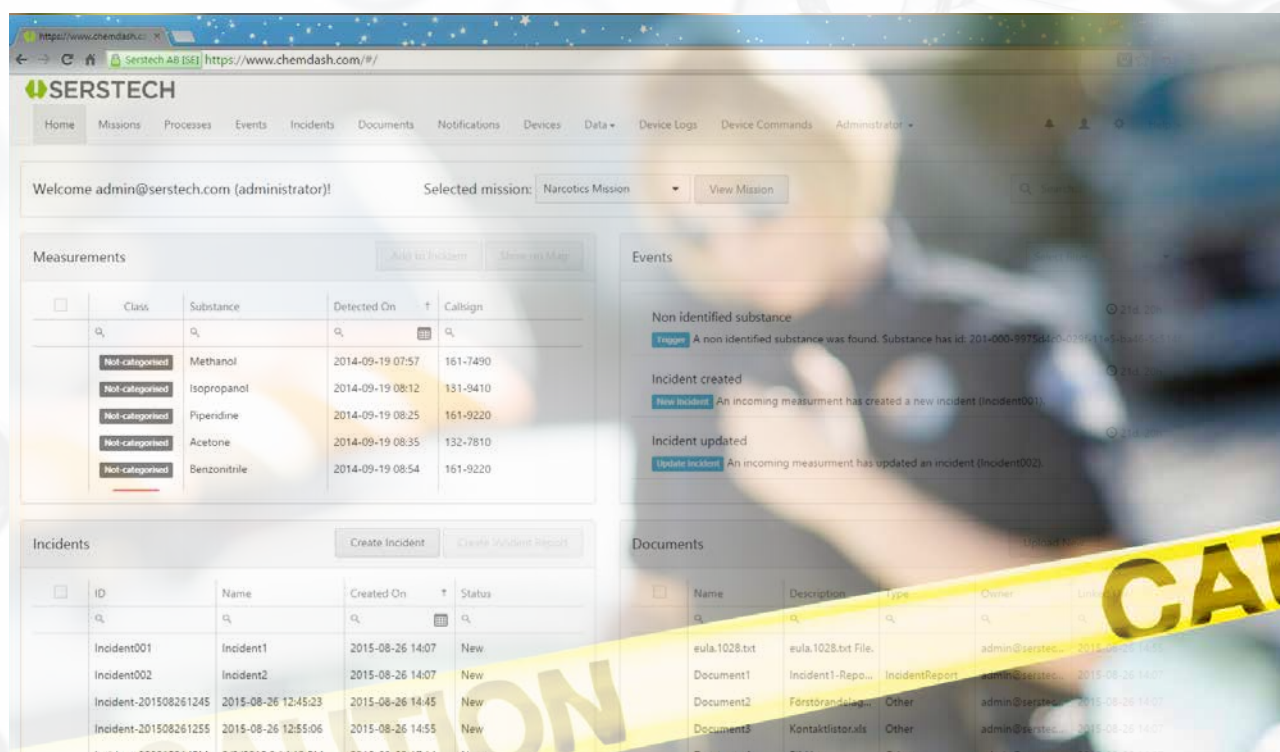 https://www.chemdash.c
Serstech AB [SE] https://www.chemdash.com/#/
SERSTECH
Home Missions Processes Events Incidents Documents Notifications Devices Data Device Logs Device Commands Administrator
Welcome admin@serstech.com (administrator)!
Selected mission: Narcotics Mission View Mission
Measurements Add to Incident Show on Map
Class Substance Detected On ↑ Callsign
Not-categorised Methanol 2014-09-19 07:57 161-7490
Not-categorised Isopropanol 2014-09-19 08:12 131-9410
Not-categorised Piperidine 2014-09-19 08:25 161-9220
Not-categorised Acetone 2014-09-19 08:35 132-7810
Not-categorised Benzonitrile 2014-09-19 08:54 161-9220
Events
Non identified substance
Trigger A non identified substance was found. Substance has id:
Incident created
New Incident An incoming measurment has created a new incident (Incident001).
Incident updated
Update Incident An incoming measurment has updated an incident (Incident002).
Incidents Create Incident Create Incident Report
ID Name Created On ↑ Status
Incident001 Incident1 2015-08-26 14:07 New
Incident002 Incident2 2015-08-26 14:07 New
Incident-201508261245 2015-08-26 12:45:23 2015-08-26 14:45 New
Incident-201508261255 2015-08-26 12:55:06 2015-08-26 14:55 New
Documents
Name Description Type Owner
eula.1028.txt eula.1028.txt File. admin@serstec...
Document1 Incident1-Repo... IncidentReport admin@serstec...
Document2 Förstörandelag... Other admin@serstec...
Document3 Kontaktlistor.xls Other admin@serstec...
CAU
UTION